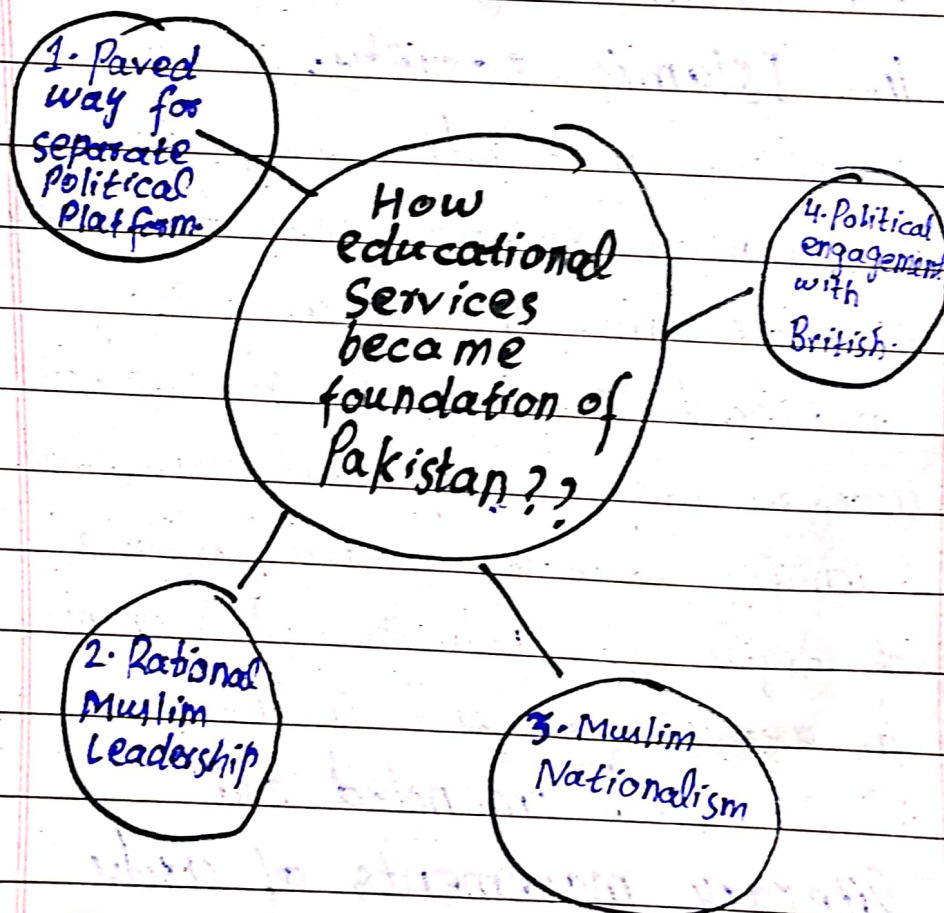 1. Paved
way for
separate
Political
Platform.
How
educational
Services
became
foundation of
Pakistan??
4. Political
engagement
with
British.
2. Rational
Muslim
Leadership
3. Muslim
Nationalism